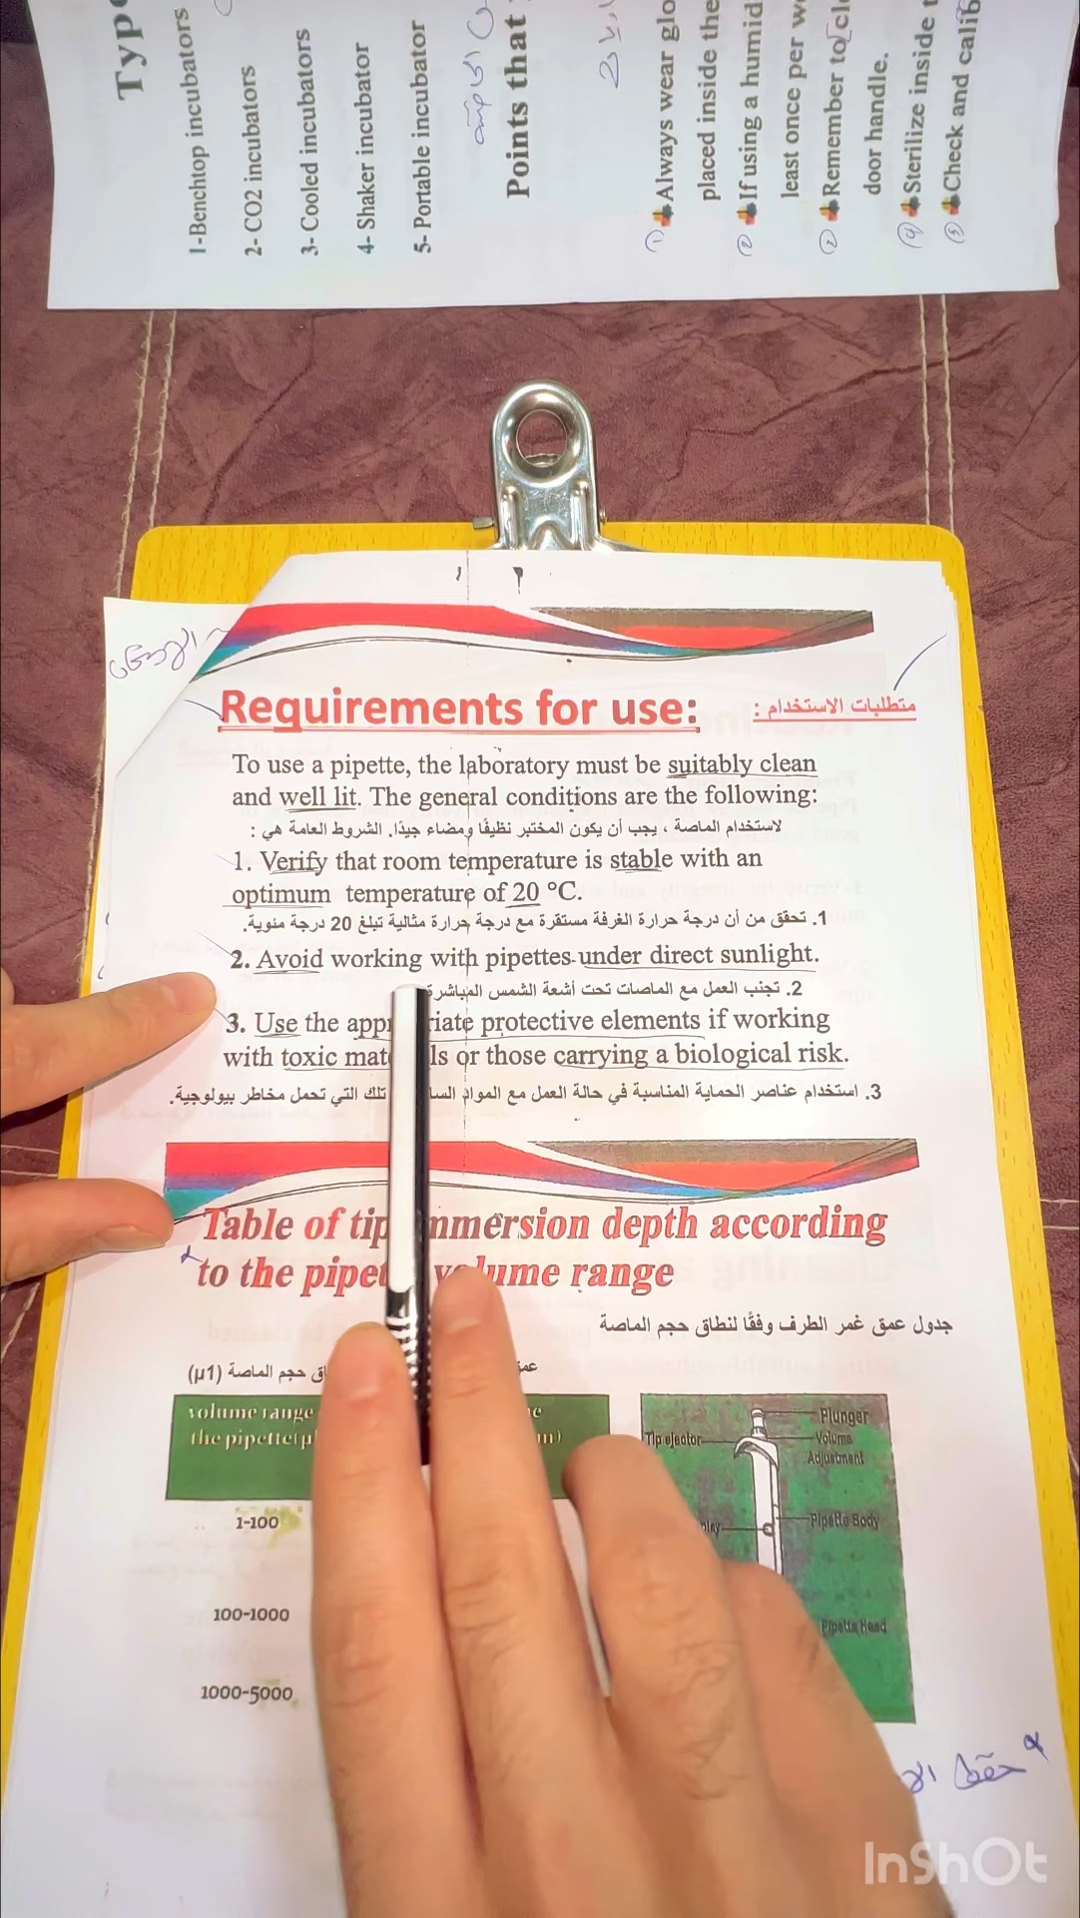 Typ
1-Benchtop incubators
2- CO2 incubators
3- Cooled incubators
4- Shaker incubator
5- Portable incubator
Points that
Always wear glo
placed inside the
If using a humid
least once per w
Remember to cl
door handle.
Sterilize inside t
Check and calib
Requirements for use:
متطلبات الاستخدام :
To use a pipette, the laboratory must be suitably clean
and well lit. The general conditions are the following:
لاستخدام الماصة ، يجب أن يكون المختبر نظيفًا ومضاء جيدًا. الشروط العامة هي :
1. Verify that room temperature is stable with an
optimum temperature of 20 °C.
1. تحقق من أن درجة حرارة الغرفة مستقرة مع درجة حرارة مثالية تبلغ 20 درجة مئوية.
2. Avoid working with pipettes under direct sunlight.
2. تجنب العمل مع الماصات تحت أشعة الشمس المباشرة
3. Use the app riate protective elements if working
with toxic mat ls or those carrying a biological risk.
3. استخدام عناصر الحماية المناسبة في حالة العمل مع المواد السا تلك التي تحمل مخاطر بيولوجية.
Table of tip mmersion depth according
to the pipet volume range
جدول عمق غمر الطرف وفقًا لنطاق حجم الماصة
حجم الماصة (µ1)
volume range
the pipette(µ m)
1-100
100-1000
1000-5000
Plunger
Tip ejector
Volume
Adjustment
play
Pipette Body
Pipette Head
InShOt